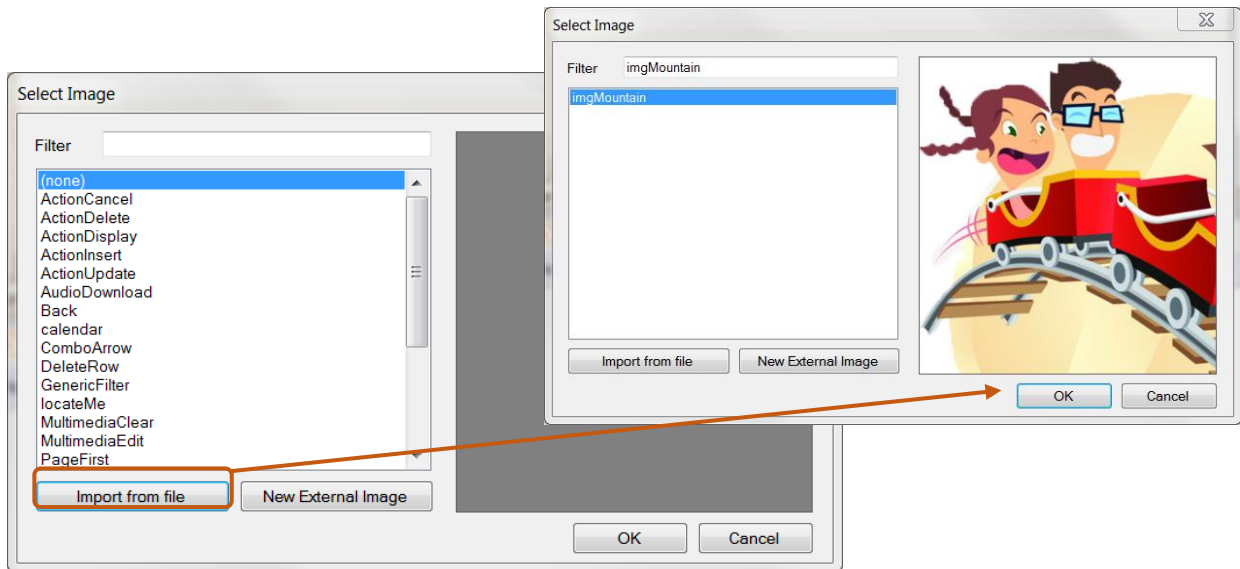 Select Image
Filter
(none)
ActionCancel
ActionDelete
ActionDisplay
ActionInsert
ActionUpdate
AudioDownload
Back
calendar
ComboArrow
DeleteRow
GenericFilter
locateMe
MultimediaClear
MultimediaEdit
PageFirst
Import from file
New External Image
OK
Cancel
Select Image
Filter
imgMountain
imgMountain
Import from file
New External Image
OK
Cancel